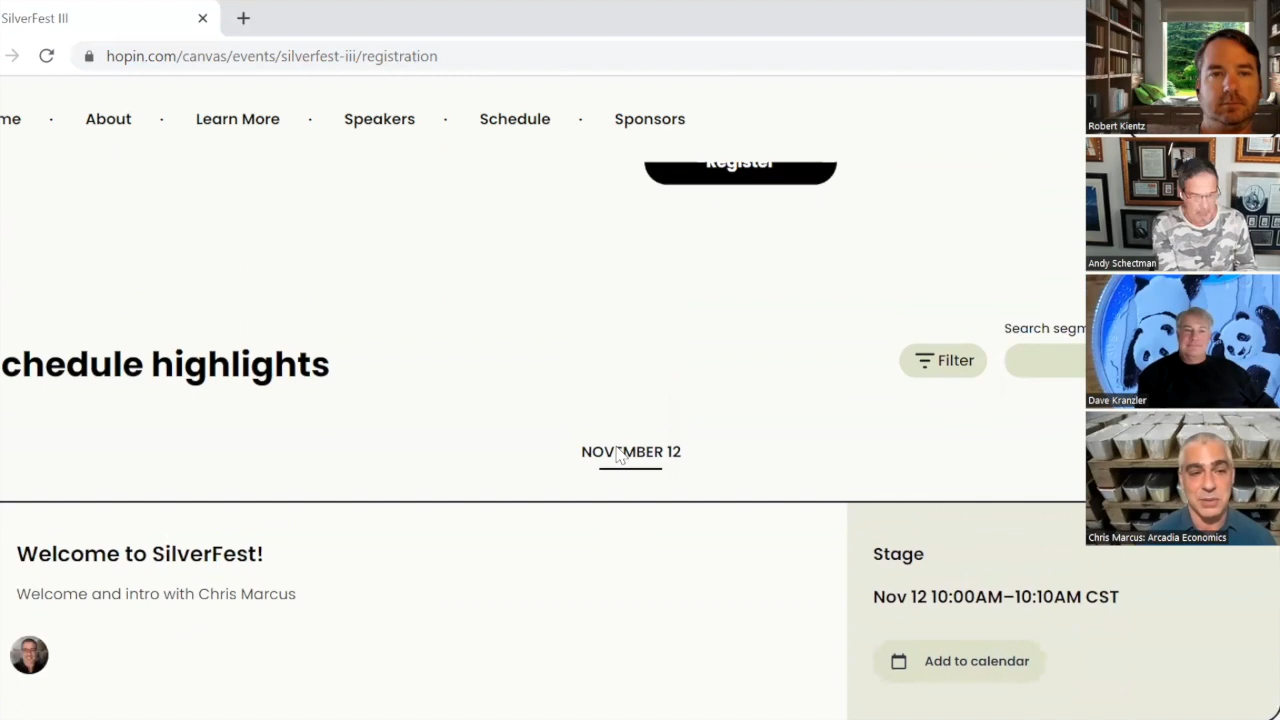 SilverFest III
hopin.com/canvas/events/silverfest-iii/registration
me · About · Learn More · Speakers · Schedule · Sponsors
Register
chedule highlights
Search segm
Filter
NOVEMBER 12
Welcome to SilverFest!
Welcome and intro with Chris Marcus
Stage
Nov 12 10:00AM–10:10AM CST
Add to calendar
Robert Kientz
Andy Schectman
Dave Kranzler
Chris Marcus: Arcadia Economics